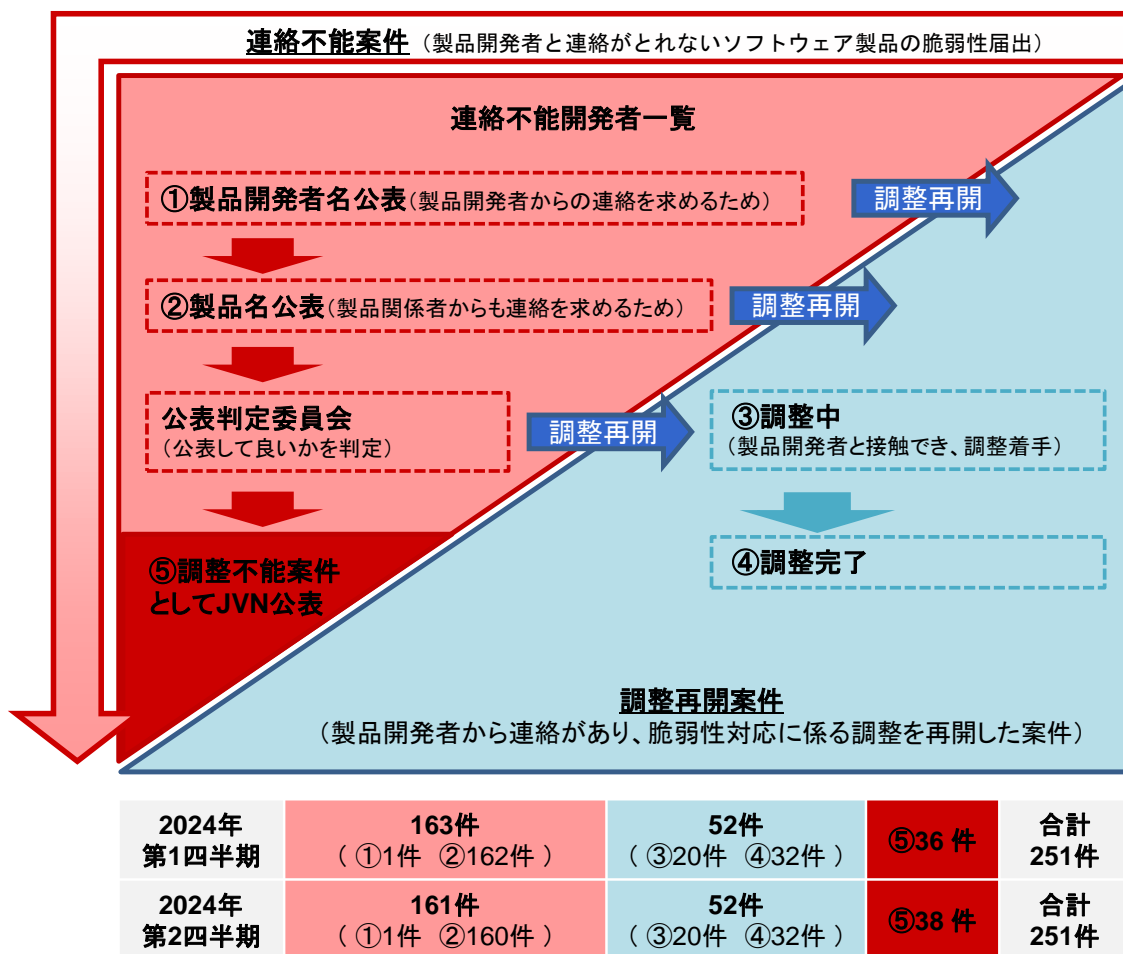 連絡不能案件（製品開発者と連絡がとれないソフトウェア製品の脆弱性届出）
連絡不能開発者一覧
①製品開発者名公表（製品開発者からの連絡を求めるため）
調整再開
②製品名公表（製品関係者からも連絡を求めるため）
調整再開
公表判定委員会
（公表して良いかを判定）
調整再開
③調整中
（製品開発者と接触でき、調整着手）
④調整完了
⑤調整不能案件
としてJVN公表
調整再開案件
（製品開発者から連絡があり、脆弱性対応に係る調整を再開した案件）
2024年
第1四半期
163件
（ ①1件 ②162件 ）
52件
（ ③20件 ④32件 ）
⑤36 件
合計
251件
2024年
第2四半期
161件
（ ①1件 ②160件 ）
52件
（ ③20件 ④32件 ）
⑤38 件
合計
251件